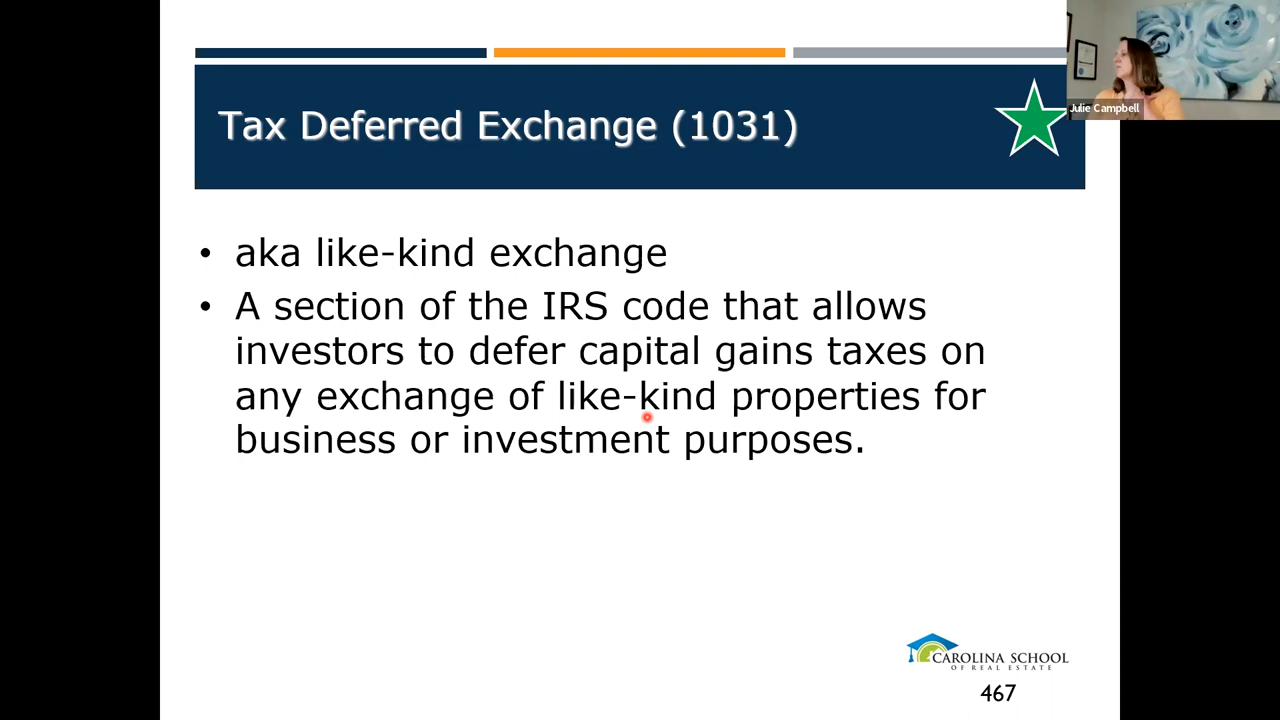 Tax Deferred Exchange (1031)
Julie Campbell
• aka like-kind exchange
• A section of the IRS code that allows
investors to defer capital gains taxes on
any exchange of like-kind properties for
business or investment purposes.
CAROLINA SCHOOL
OF REAL ESTATE
467